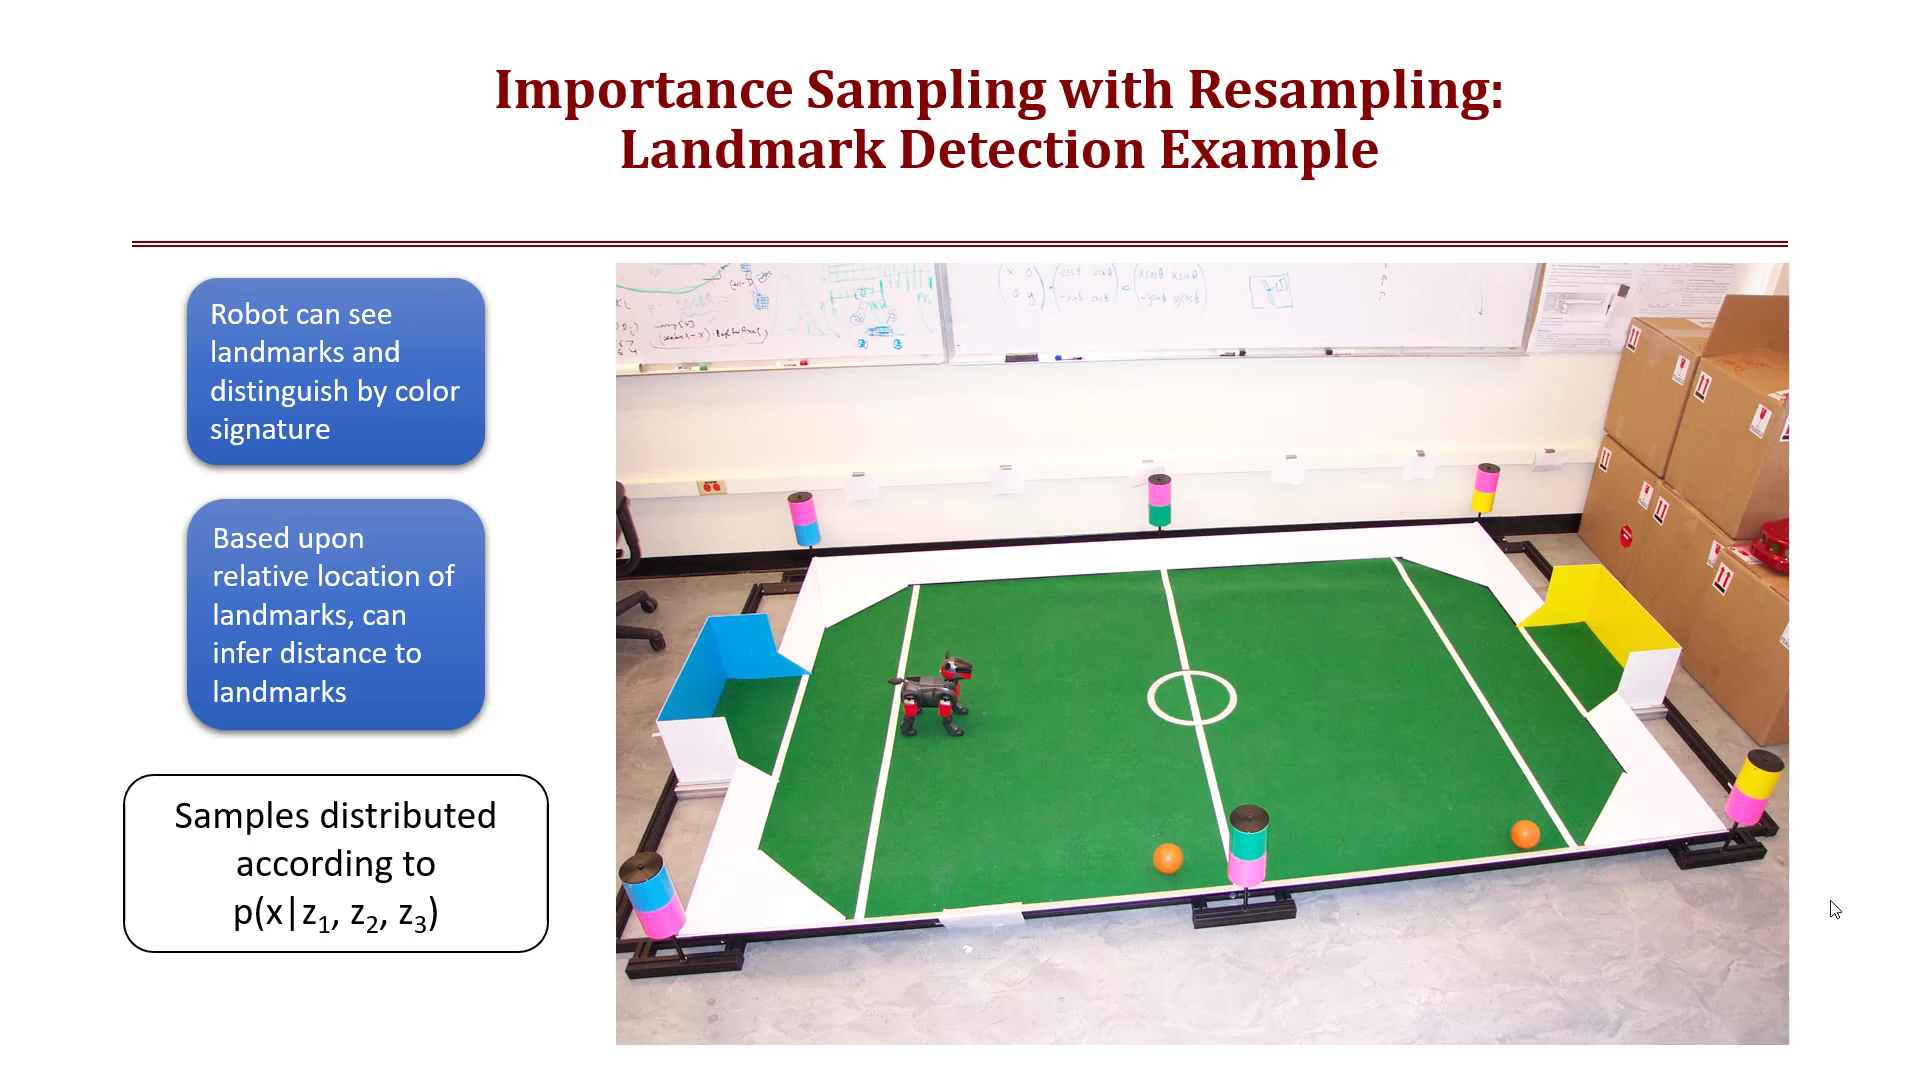 Importance Sampling with Resampling:
Landmark Detection Example
Robot can see
landmarks and
distinguish by color
signature
Based upon
relative location of
landmarks, can
infer distance to
landmarks
Samples distributed
according to
p(x|z₁, z₂, z₃)